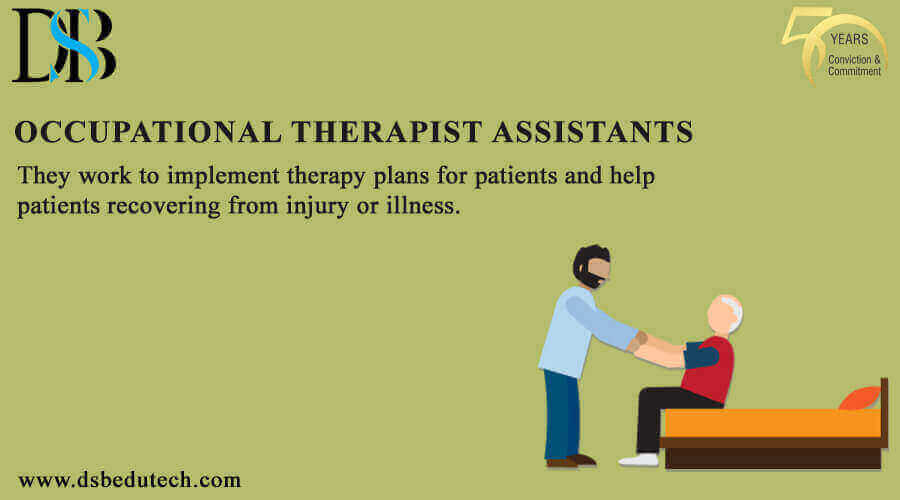 DSB
50 YEARS
Conviction &
Commitment
OCCUPATIONAL THERAPIST ASSISTANTS
They work to implement therapy plans for patients and help
patients recovering from injury or illness.
www.dsbedutech.com